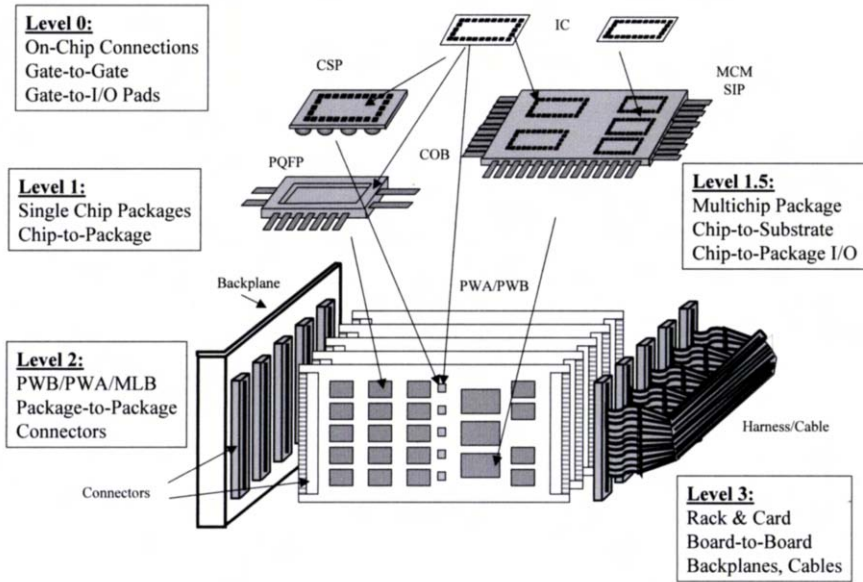 Level 0:
On-Chip Connections
Gate-to-Gate
Gate-to-I/O Pads
IC
CSP
MCM
SIP
PQFP
COB
Level 1:
Single Chip Packages
Chip-to-Package
Level 1.5:
Multichip Package
Chip-to-Substrate
Chip-to-Package I/O
Backplane
PWA/PWB
Level 2:
PWB/PWA/MLB
Package-to-Package
Connectors
Harness/Cable
Connectors
Level 3:
Rack & Card
Board-to-Board
Backplanes, Cables